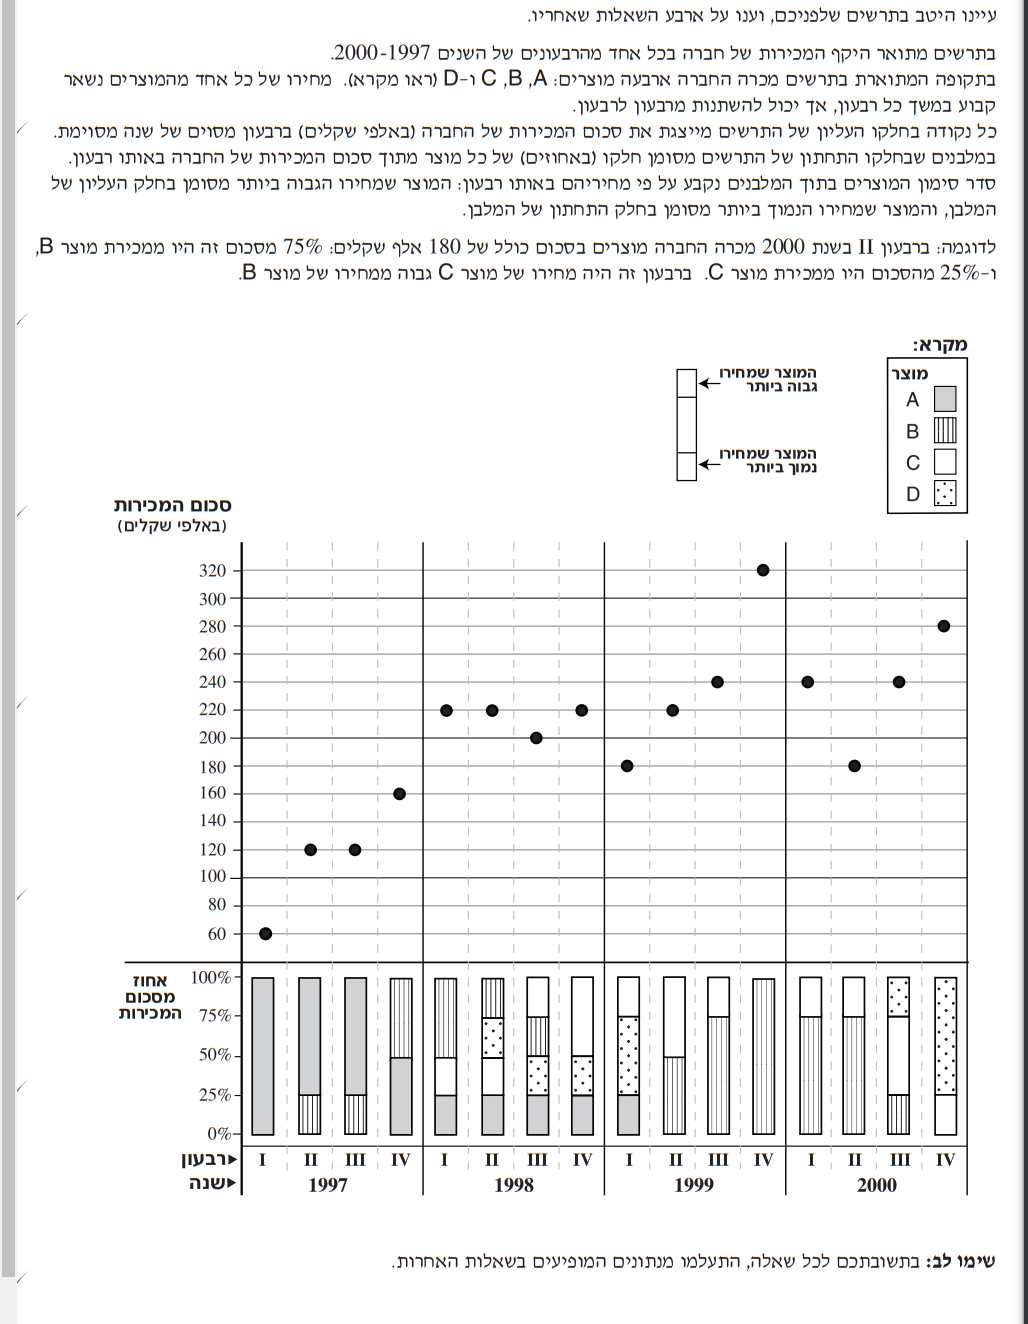 עיינו היטב בתרשים שלפניכם, וענו על ארבע השאלות שאחריו.
בתרשים מתואר היקף המכירות של חברה בכל אחד מהרבעונים של השנים 2000-1997.
בתקופה המתוארת בתרשים מכרה החברה ארבעה מוצרים: A, B, C ו-D (ראו מקרא). מחירו של כל אחד מהמוצרים נשאר
קבוע במשך כל רבעון, אך יכול להשתנות מרבעון לרבעון.
כל נקודה בחלקו העליון של התרשים מייצגת את סכום המכירות של החברה (באלפי שקלים) ברבעון מסוים של שנה מסוימת.
במלבנים שבחלקו התחתון של התרשים מסומן חלקו (באחוזים) של כל מוצר מתוך סכום המכירות של החברה באותו רבעון.
סדר סימון המוצרים בתוך המלבנים נקבע על פי מחיריהם באותו רבעון: המוצר שמחירו הגבוה ביותר מסומן בחלק העליון של
המלבן, והמוצר שמחירו הנמוך ביותר מסומן בחלק התחתון של המלבן.
לדוגמה: ברבעון II בשנת 2000 מכרה החברה מוצרים בסכום כולל של 180 אלף שקלים: 75% מסכום זה היו ממכירת מוצר B,
ו-25% מהסכום היו ממכירת מוצר C. ברבעון זה היה מחירו של מוצר C גבוה ממחירו של מוצר B.
מקרא:
מוצר
A
B
C
D
המוצר שמחירו
גבוה ביותר
המוצר שמחירו
נמוך ביותר
סכום המכירות
(באלפי שקלים)
320
300
280
260
240
220
200
180
160
140
120
100
80
60
אחוז
מסכום
המכירות
100%
75%
50%
25%
0%
רבעון I II III IV I II III IV I II III IV I II III IV
שנה 1997 1998 1999 2000
שימו לב: בתשובתכם לכל שאלה, התעלמו מנתונים המופיעים בשאלות האחרות.